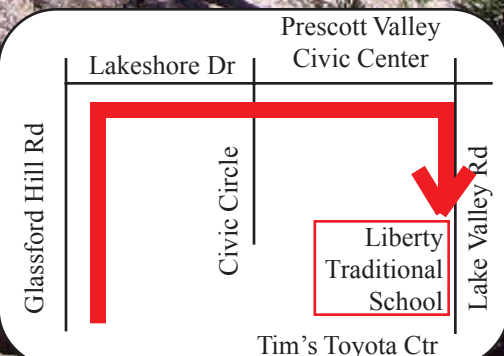 Prescott Valley
Civic Center
Lakeshore Dr
Glassford Hill Rd
Civic Circle
Lake Valley Rd
Liberty
Traditional
School
Tim's Toyota Ctr